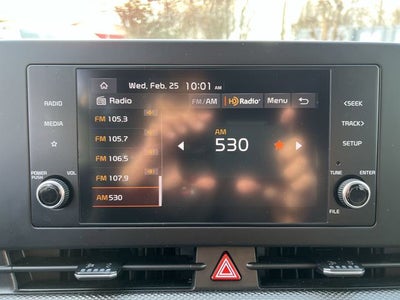 Wed, Feb. 25 10:01 AM
Radio FM/AM HD Radio Menu
RADIO
MEDIA
POWER PUSH
VOL
FM 105.3
FM 105.7
FM 106.5
FM 107.9
AM 530
AM
530
<SEEK
TRACK>
SETUP
TUNE
ENTER
FILE